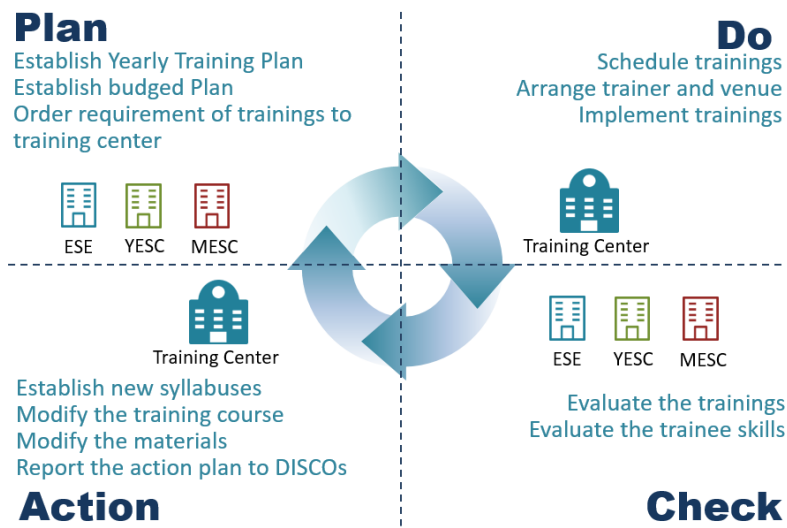 Plan
Establish Yearly Training Plan
Establish budged Plan
Order requirement of trainings to
training center
ESE
YESC
MESC
Do
Schedule trainings
Arrange trainer and venue
Implement trainings
Training Center
Training Center
Establish new syllabuses
Modify the training course
Modify the materials
Report the action plan to DISCOs
Action
ESE
YESC
MESC
Evaluate the trainings
Evaluate the trainee skills
Check